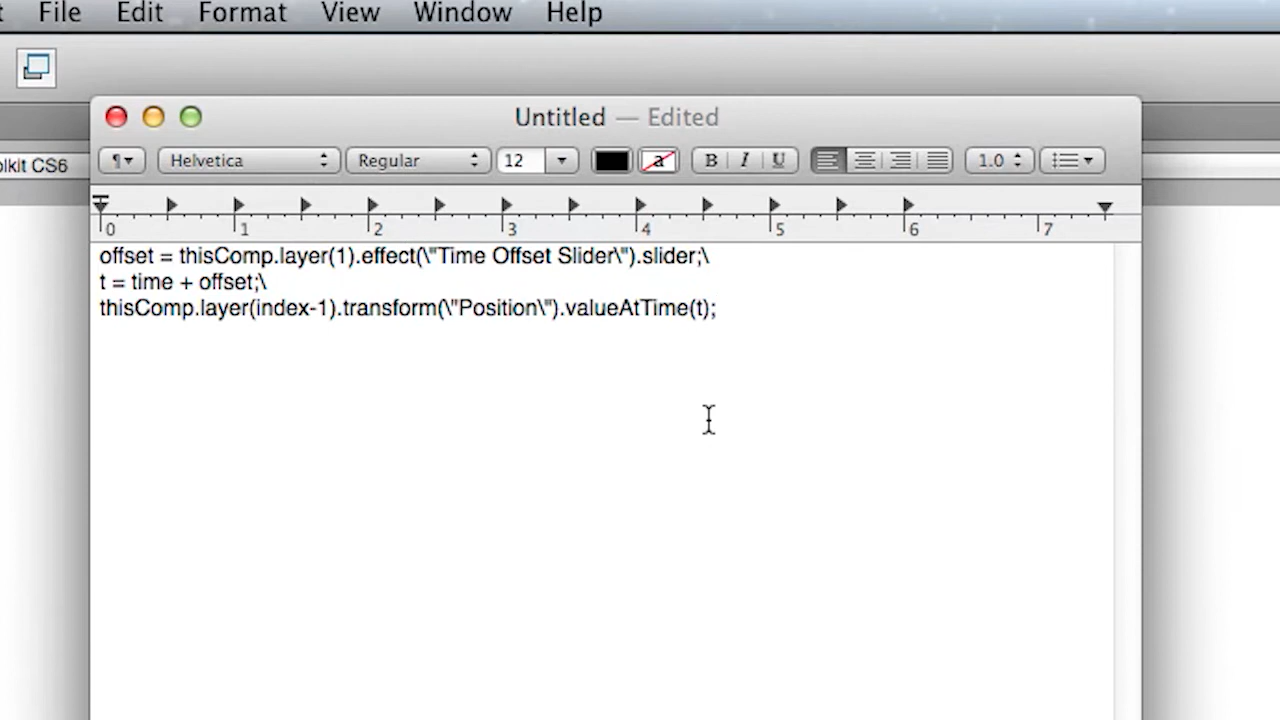 File Edit Format View Window Help
Untitled — Edited
olkit CS6
¶ Helvetica Regular 12 a B I U 1.0
0 1 2 3 4 5 6 7
offset = thisComp.layer(1).effect(\"Time Offset Slider\").slider;\
t = time + offset;\
thisComp.layer(index-1).transform(\"Position\").valueAtTime(t);